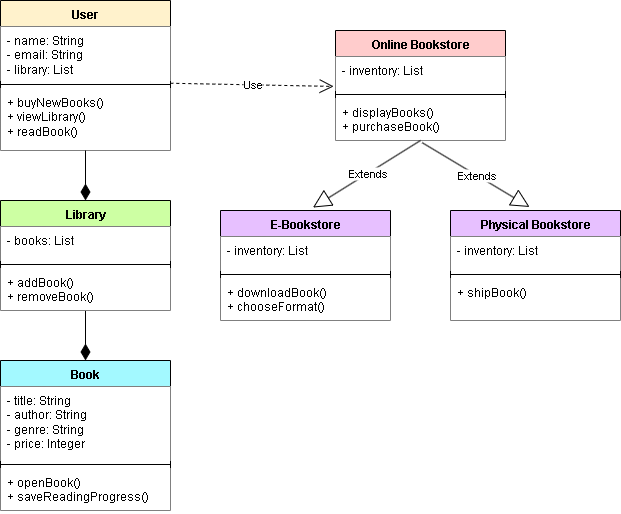 User
- name: String
- email: String
- library: List
+ buyNewBooks()
+ viewLibrary()
+ readBook()
Use
Online Bookstore
- inventory: List
+ displayBooks()
+ purchaseBook()
Extends
Extends
Library
- books: List
+ addBook()
+ removeBook()
E-Bookstore
- inventory: List
+ downloadBook()
+ chooseFormat()
Physical Bookstore
- inventory: List
+ shipBook()
Book
- title: String
- author: String
- genre: String
- price: Integer
+ openBook()
+ saveReadingProgress()